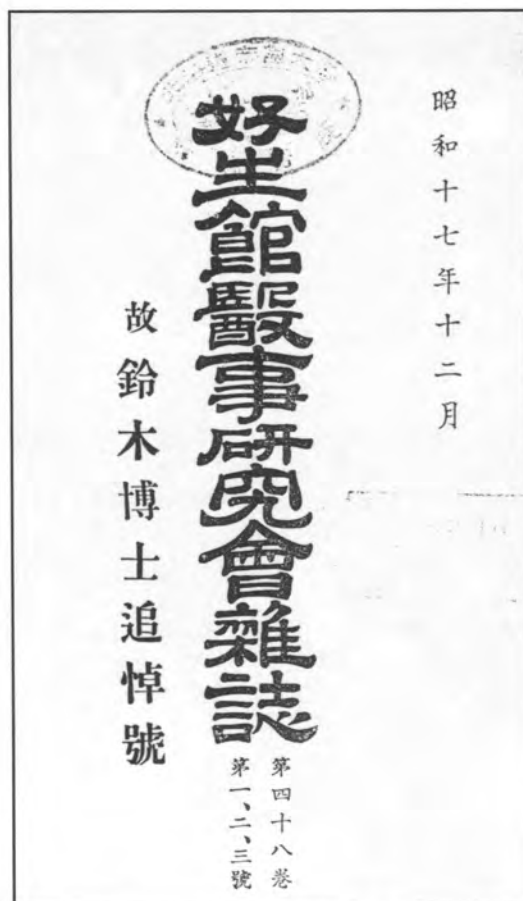 昭和十七年十二月
好生館醫事研究會雜誌
第四十八卷
第一、二、三號
故鈴木博士追悼號